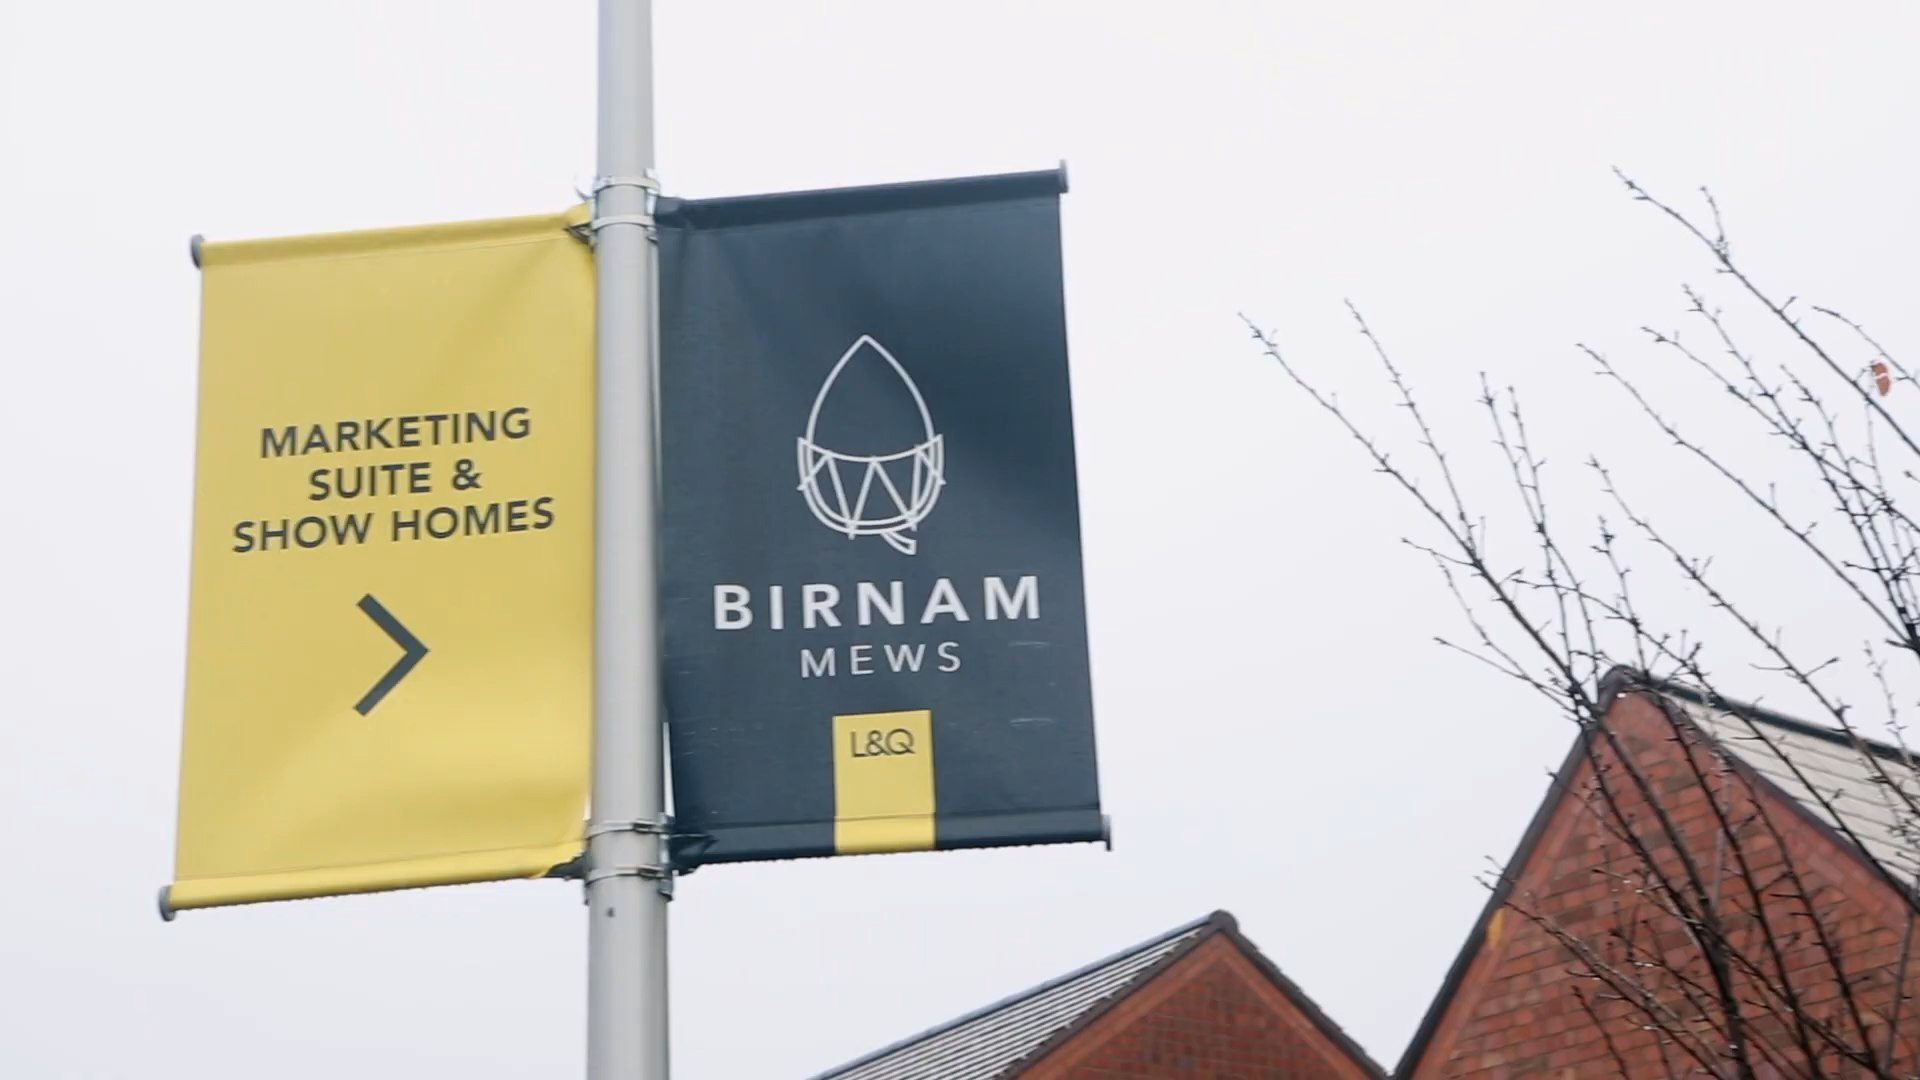 MARKETING
SUITE &
SHOW HOMES
BIRNAM
MEWS
L&Q